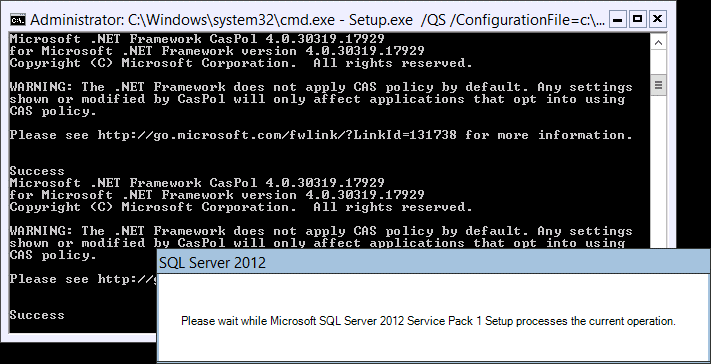 Administrator: C:\Windows\system32\cmd.exe - Setup.exe /QS /ConfigurationFile=c:\...
Microsoft .NET Framework CasPol 4.0.30319.17929
for Microsoft .NET Framework version 4.0.30319.17929
Copyright (C) Microsoft Corporation.  All rights reserved.
WARNING: The .NET Framework does not apply CAS policy by default. Any settings
shown or modified by CasPol will only affect applications that opt into using
CAS policy.
Please see http://go.microsoft.com/fwlink/?LinkId=131738 for more information.
Success
Microsoft .NET Framework CasPol 4.0.30319.17929
for Microsoft .NET Framework version 4.0.30319.17929
Copyright (C) Microsoft Corporation.  All rights reserved.
WARNING: The .NET Framework does not apply CAS policy by default. Any settings
shown or modified by CasPol will only affect applications that opt into using
CAS policy.
Please see http://
Success
SQL Server 2012
Please wait while Microsoft SQL Server 2012 Service Pack 1 Setup processes the current operation.